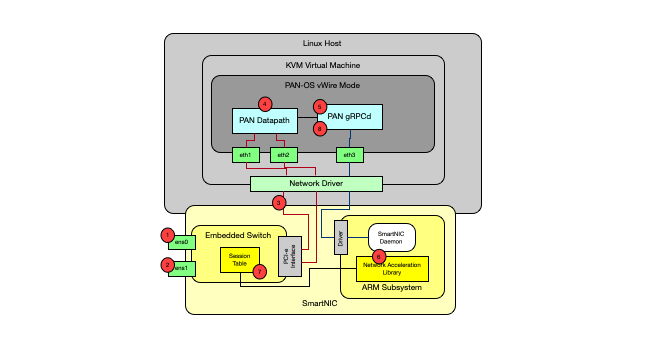 Linux Host
KVM Virtual Machine
PAN-OS vWire Mode
4
5
PAN Datapath
PAN gRPCd
8
eth1
eth2
eth3
Network Driver
3
1
ens0
Embedded Switch
PCI-e
Interface
Driver
SmartNIC
Daemon
2
ens1
Session
Table
7
6
Network Acceleration
Library
ARM Subsystem
SmartNIC